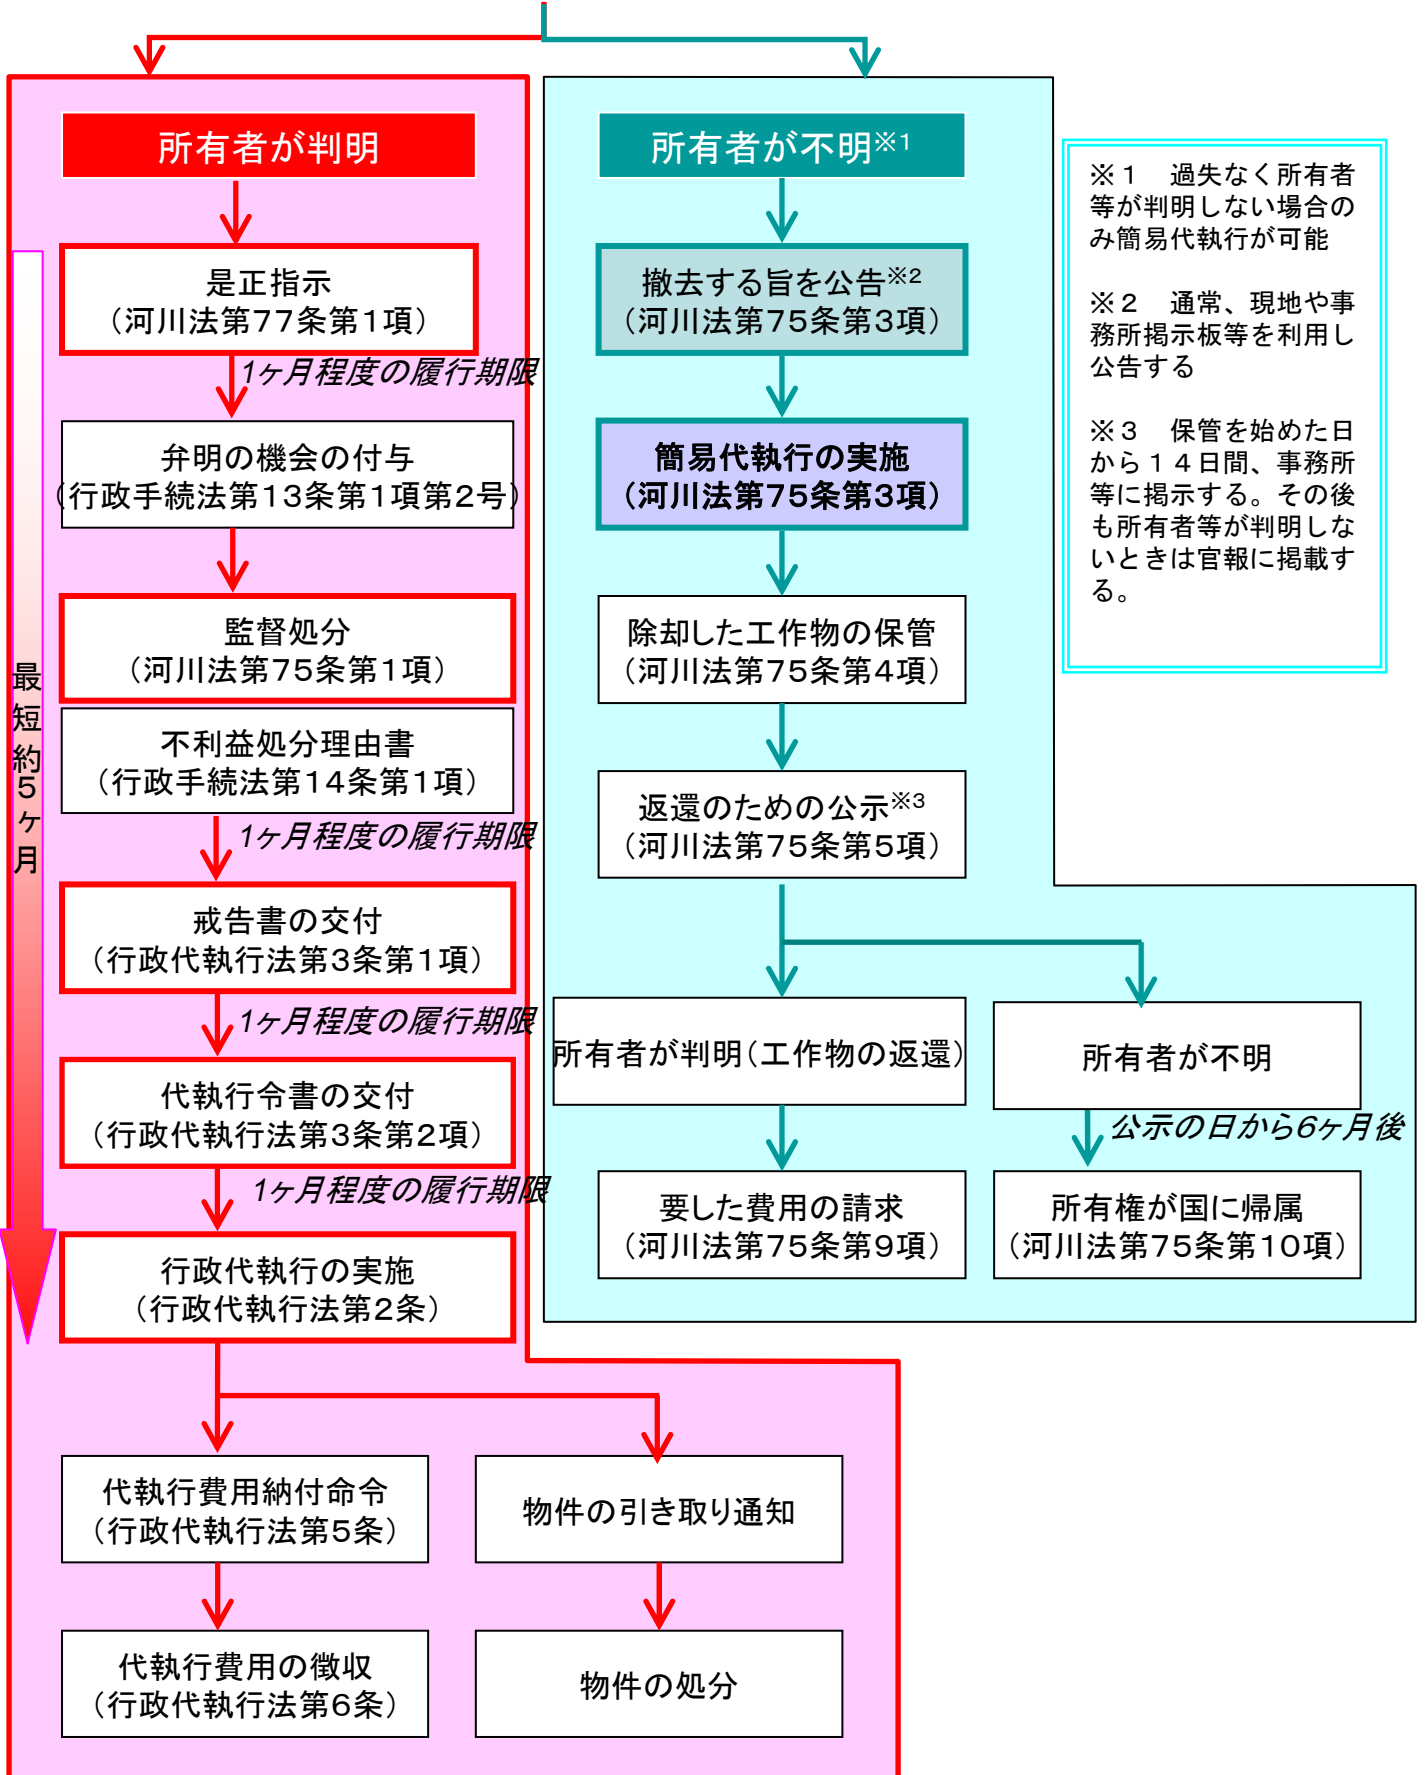 所有者が判明
是正指示
（河川法第７７条第１項）
1ヶ月程度の履行期限
弁明の機会の付与
（行政手続法第１３条第１項第２号）
監督処分
（河川法第７５条第１項）
不利益処分理由書
（行政手続法第１４条第１項）
1ヶ月程度の履行期限
戒告書の交付
（行政代執行法第３条第１項）
1ヶ月程度の履行期限
代執行令書の交付
（行政代執行法第３条第２項）
1ヶ月程度の履行期限
行政代執行の実施
（行政代執行法第２条）
最短約５ヶ月
代執行費用納付命令
（行政代執行法第５条）
代執行費用の徴収
（行政代執行法第６条）
物件の引き取り通知
物件の処分
所有者が不明※1
撤去する旨を公告※2
（河川法第７５条第３項）
簡易代執行の実施
（河川法第７５条第３項）
除却した工作物の保管
（河川法第７５条第４項）
返還のための公示※3
（河川法第７５条第５項）
所有者が判明（工作物の返還）
要した費用の請求
（河川法第７５条第９項）
所有者が不明
公示の日から6ヶ月後
所有権が国に帰属
（河川法第７５条第１０項）
※１　過失なく所有者
等が判明しない場合の
み簡易代執行が可能
※２　通常、現地や事
務所掲示板等を利用し
公告する
※３　保管を始めた日
から１４日間、事務所
等に掲示する。その後
も所有者等が判明しな
いときは官報に掲載す
る。